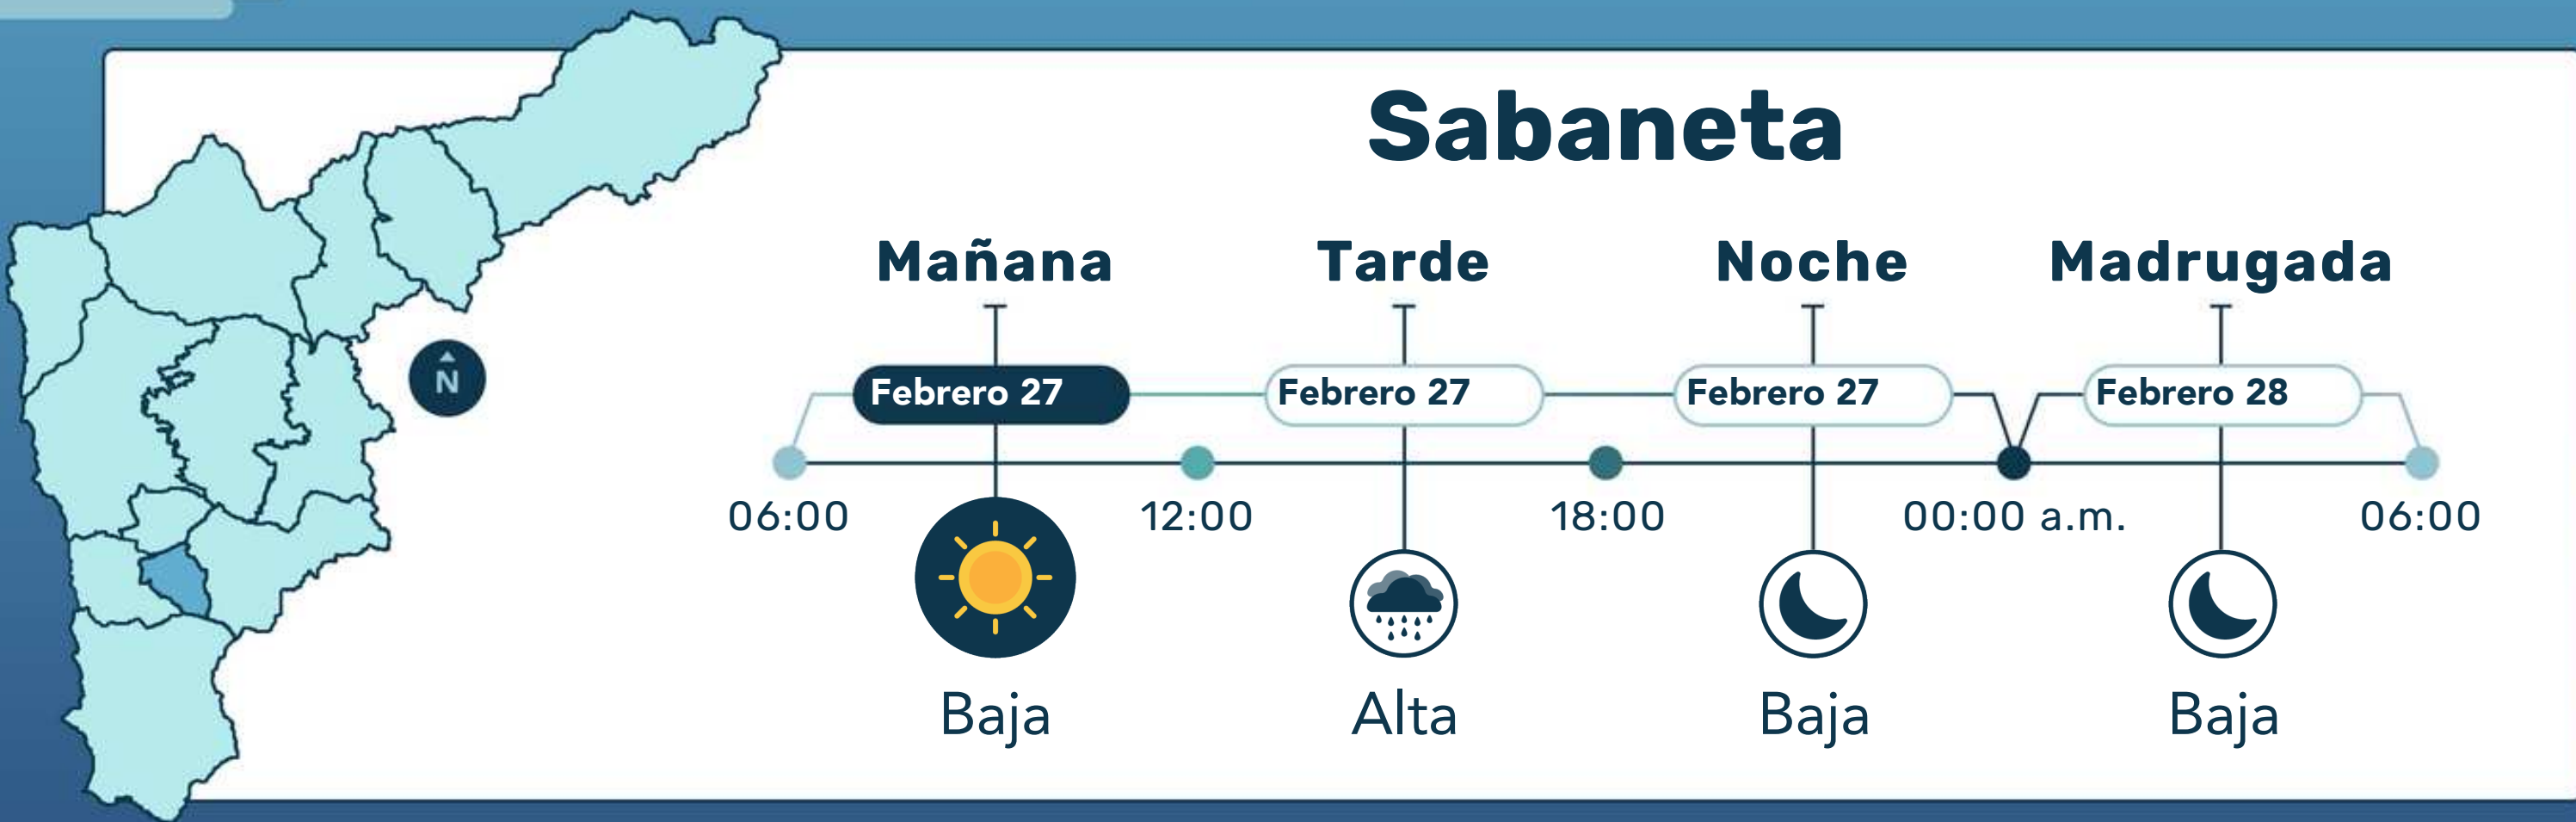 Sabaneta
Mañana Tarde Noche Madrugada
Febrero 27 Febrero 27 Febrero 27 Febrero 28
N
06:00 12:00 18:00 00:00 a.m. 06:00
Baja Alta Baja Baja